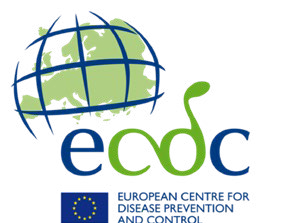 ecdc
EUROPEAN CENTRE FOR
DISEASE PREVENTION
AND CONTROL